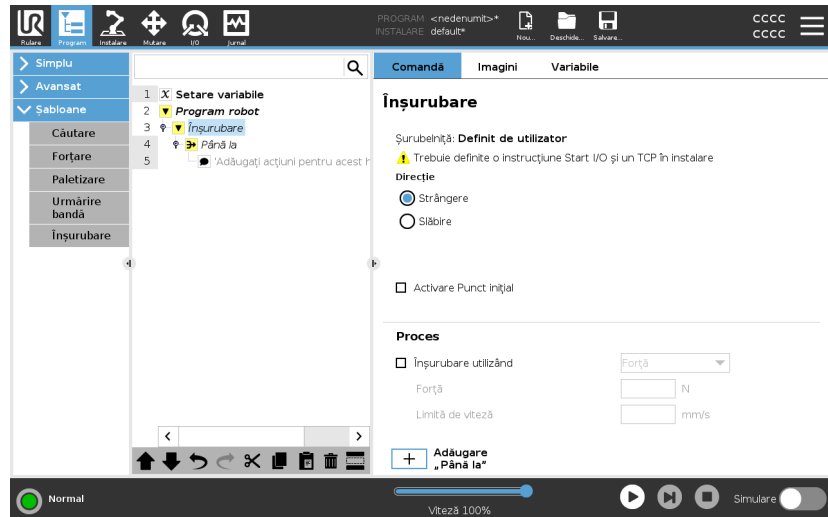 PROGRAM <nedenumit>*
INSTALARE default*
CCCC
CCCC
Rulare Program Instalare Mutare I/O Jurnal Nou... Deschide... Salvare...
Simplu
Avansat
Șabloane
Căutare
Forțare
Paletizare
Urmărire
bandă
Înșurubare
1 X Setare variabile
2 Program robot
3 Înșurubare
4 Până la
5 'Adăugați acțiuni pentru acest h
Comandă Imagini Variabile
Înșurubare
Șurubelniță: Definit de utilizator
Trebuie definite o instrucțiune Start I/O și un TCP în instalare
Direcție
Strângere
Slăbire
Activare Punct inițial
Proces
Înșurubare utilizând Forță
Forță N
Limită de viteză mm/s
Adăugare
„Până la”
Normal
Viteză 100%
Simulare